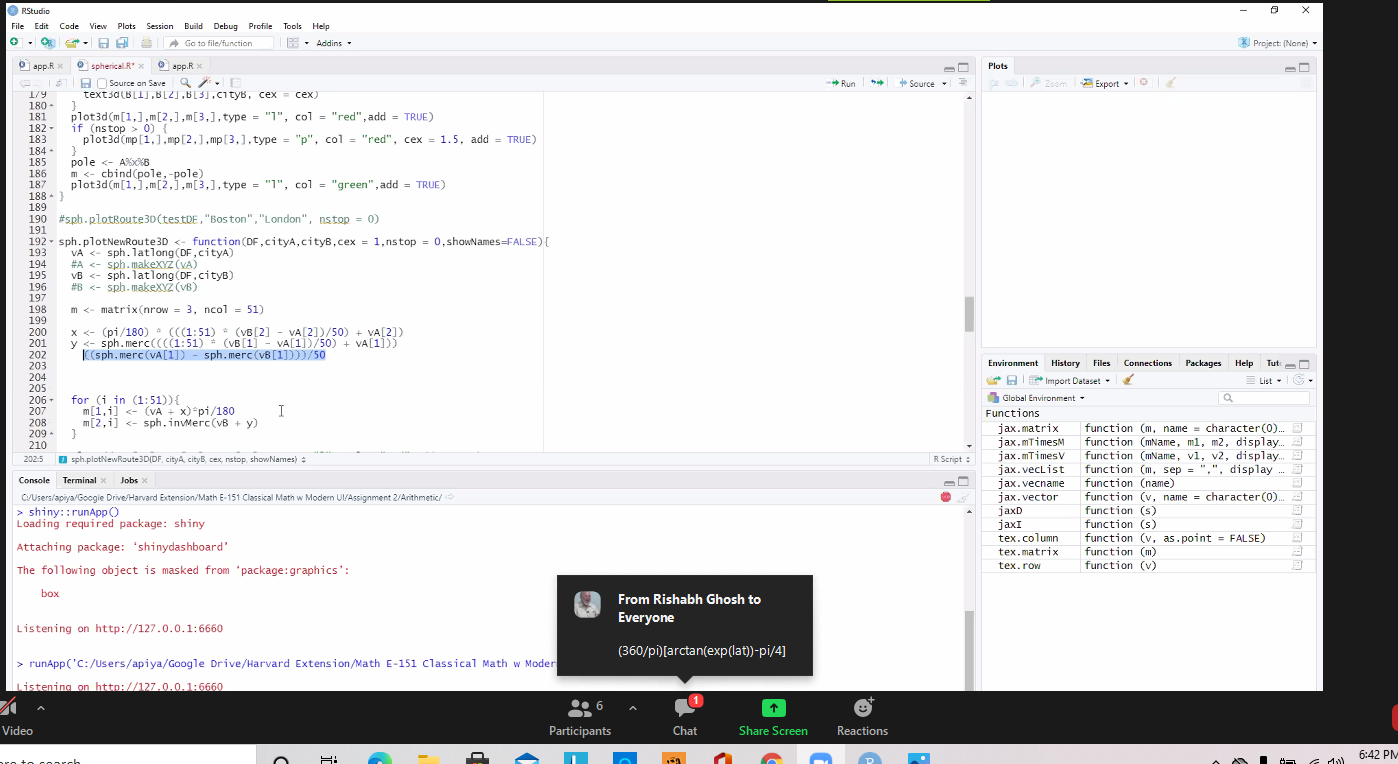 RStudio
File Edit Code View Plots Session Build Debug Profile Tools Help
Go to file/function Addins Project: (None)
app.R spherical.R* app.R
Source on Save Run Source
179 text3d(B[1],B[2],B[3],cityB, cex = cex)
180 }
181 plot3d(m[1,],m[2,],m[3,],type = "l", col = "red",add = TRUE)
182 if (nstop > 0) {
183 plot3d(mp[1,],mp[2,],mp[3,],type = "p", col = "red", cex = 1.5, add = TRUE)
184 }
185 pole <- A%x%B
186 m <- cbind(pole,-pole)
187 plot3d(m[1,],m[2,],m[3,],type = "l", col = "green",add = TRUE)
188 }
189
190 #sph.plotRoute3D(testDF,"Boston","London", nstop = 0)
191
192 sph.plotNewRoute3D <- function(DF,cityA,cityB,cex = 1,nstop = 0,showNames=FALSE){
193 vA <- sph.latlong(DF,cityA)
194 #A <- sph.makeXYZ(vA)
195 vB <- sph.latlong(DF,cityB)
196 #B <- sph.makeXYZ(vB)
197
198 m <- matrix(nrow = 3, ncol = 51)
199
200 x <- (pi/180) * (((1:51) * (vB[2] - vA[2])/50) + vA[2])
201 y <- sph.merc((((1:51) * (vB[1] - vA[1])/50) + vA[1]))
202 ((sph.merc(vA[1]) - sph.merc(vB[1])))/50
203
204
205
206 for (i in (1:51)){
207 m[1,i] <- (vA + x)*pi/180
208 m[2,i] <- sph.invMerc(vB + y)
209 }
210
202:5 sph.plotNewRoute3D(DF, cityA, cityB, cex, nstop, showNames) R Script
Console Terminal Jobs
C:/Users/apiya/Google Drive/Harvard Extension/Math E-151 Classical Math w Modern UI/Assignment 2/Arithmetic/
> shiny::runApp()
Loading required package: shiny
Attaching package: ‘shinydashboard’
The following object is masked from ‘package:graphics’:
box
Listening on http://127.0.0.1:6660
> runApp('C:/Users/apiya/Google Drive/Harvard Extension/Math E-151 Classical Math w Moder
Listening on http://127.0.0.1:6660
Plots
Zoom Export
Environment History Files Connections Packages Help Tut
Import Dataset List
Global Environment
Functions
jax.matrix function (m, name = character(0)…
jax.mTimesM function (mName, m1, m2, display…
jax.mTimesV function (mName, v1, v2, display…
jax.vecList function (m, sep = ",", display …
jax.vecname function (name)
jax.vector function (v, name = character(0)…
jaxD function (s)
jaxI function (s)
tex.column function (v, as.point = FALSE)
tex.matrix function (m)
tex.row function (v)
From Rishabh Ghosh to
Everyone
(360/pi)[arctan(exp(lat))-pi/4]
Video
6
Participants
1
Chat
Share Screen
Reactions
ere to search
6:42 PM